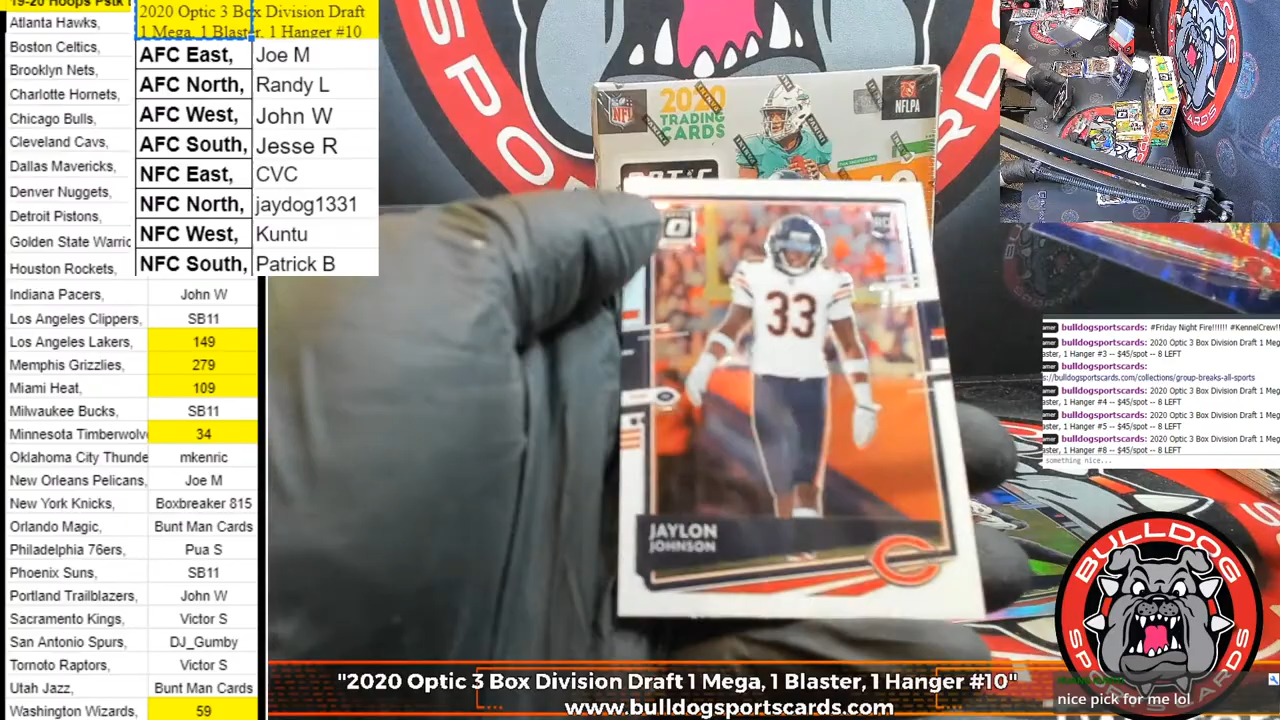 19-20 Hoops Pstk
2020 Optic 3 Box Division Draft
1 Mega, 1 Blaster, 1 Hanger #10
AFC East, Joe M
AFC North, Randy L
AFC West, John W
AFC South, Jesse R
NFC East, CVC
NFC North, jaydog1331
NFC West, Kuntu
NFC South, Patrick B
Atlanta Hawks,
Boston Celtics,
Brooklyn Nets,
Charlotte Hornets,
Chicago Bulls,
Cleveland Cavs,
Dallas Mavericks,
Denver Nuggets,
Detroit Pistons,
Golden State Warric
Houston Rockets,
Indiana Pacers, John W
Los Angeles Clippers, SB11
Los Angeles Lakers, 149
Memphis Grizzlies, 279
Miami Heat, 109
Milwaukee Bucks, SB11
Minnesota Timberwolv 34
Oklahoma City Thunde mkenric
New Orleans Pelicans, Joe M
New York Knicks, Boxbreaker 815
Orlando Magic, Bunt Man Cards
Philadelphia 76ers, Pua S
Phoenix Suns, SB11
Portland Trailblazers, John W
Sacramento Kings, Victor S
San Antonio Spurs, DJ_Gumby
Tornoto Raptors, Victor S
Utah Jazz, Bunt Man Cards
Washington Wizards, 59
NFL
2020
TRADING
CARDS
NFLPA
OPTIC
RC
33
JAYLON
JOHNSON
bulldogsportscards: #Friday Night Fire!!!!!! #KennelCrew!!
bulldogsportscards: 2020 Optic 3 Box Division Draft 1 Meg
aster, 1 Hanger #3 -- $45/spot -- 8 LEFT
bulldogsportscards:
s://bulldogsportscards.com/collections/group-breaks-all-sports
bulldogsportscards: 2020 Optic 3 Box Division Draft 1 Meg
aster, 1 Hanger #4 -- $45/spot -- 8 LEFT
bulldogsportscards: 2020 Optic 3 Box Division Draft 1 Meg
aster, 1 Hanger #5 -- $45/spot -- 8 LEFT
bulldogsportscards: 2020 Optic 3 Box Division Draft 1 Meg
aster, 1 Hanger #8 -- $45/spot -- 8 LEFT
something nice...
BULLDOG
nice pick for me lol
"2020 Optic 3 Box Division Draft 1 Mega, 1 Blaster, 1 Hanger #10"
www.bulldogsportscards.com